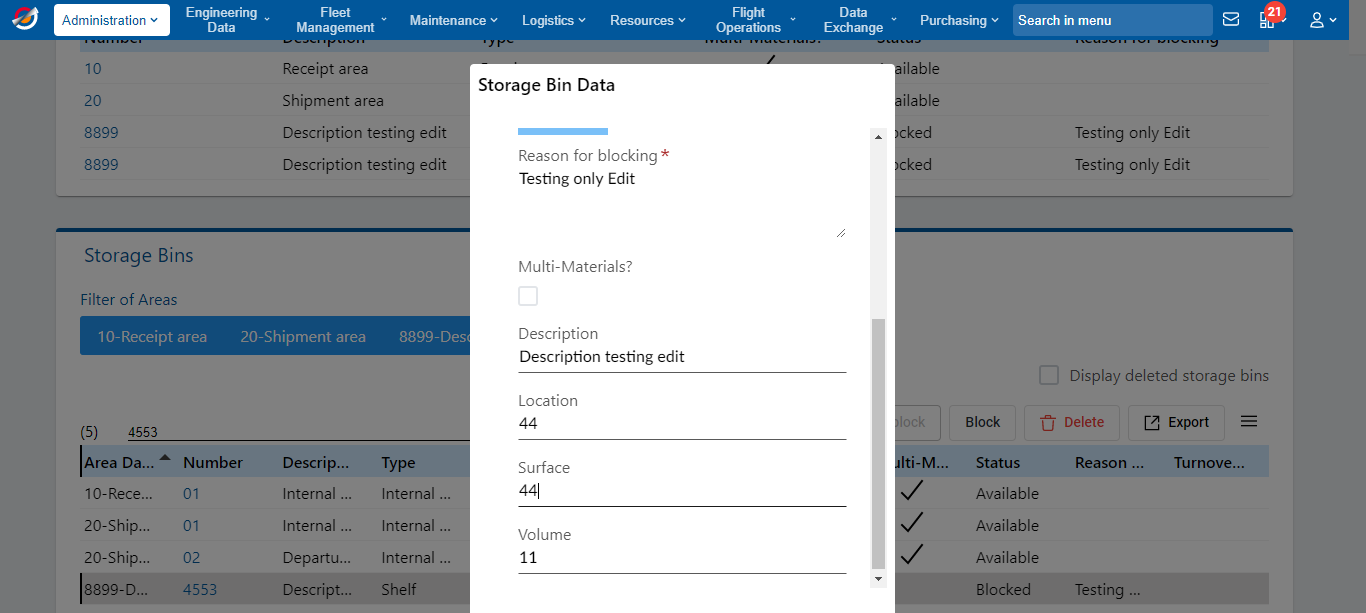 Administration
Engineering Data
Fleet Management
Maintenance
Logistics
Resources
Flight Operations
Data Exchange
Purchasing
Search in menu
21
Number Description Type Multi-Materials? Status Reason for blocking
10 Receipt area Available
20 Shipment area
8899 Description testing edit Testing only Edit
8899 Description testing edit Testing only Edit
Storage Bin Data
Reason for blocking*
Testing only Edit
Multi-Materials?
Description
Description testing edit
Location
44
Surface
44
Volume
11
Storage Bins
Filter of Areas
10-Receipt area 20-Shipment area 8899-Desc
Display deleted storage bins
Block Delete Export
(5) 4553
Area Da... Number Descrip... Type Status Reason ... Turnove...
10-Rece... 01 Internal ... Internal ... Available
20-Ship... 01 Internal ... Internal ... Available
20-Ship... 02 Departu... Internal ... Available
8899-D... 4553 Descript... Shelf Blocked Testing ...